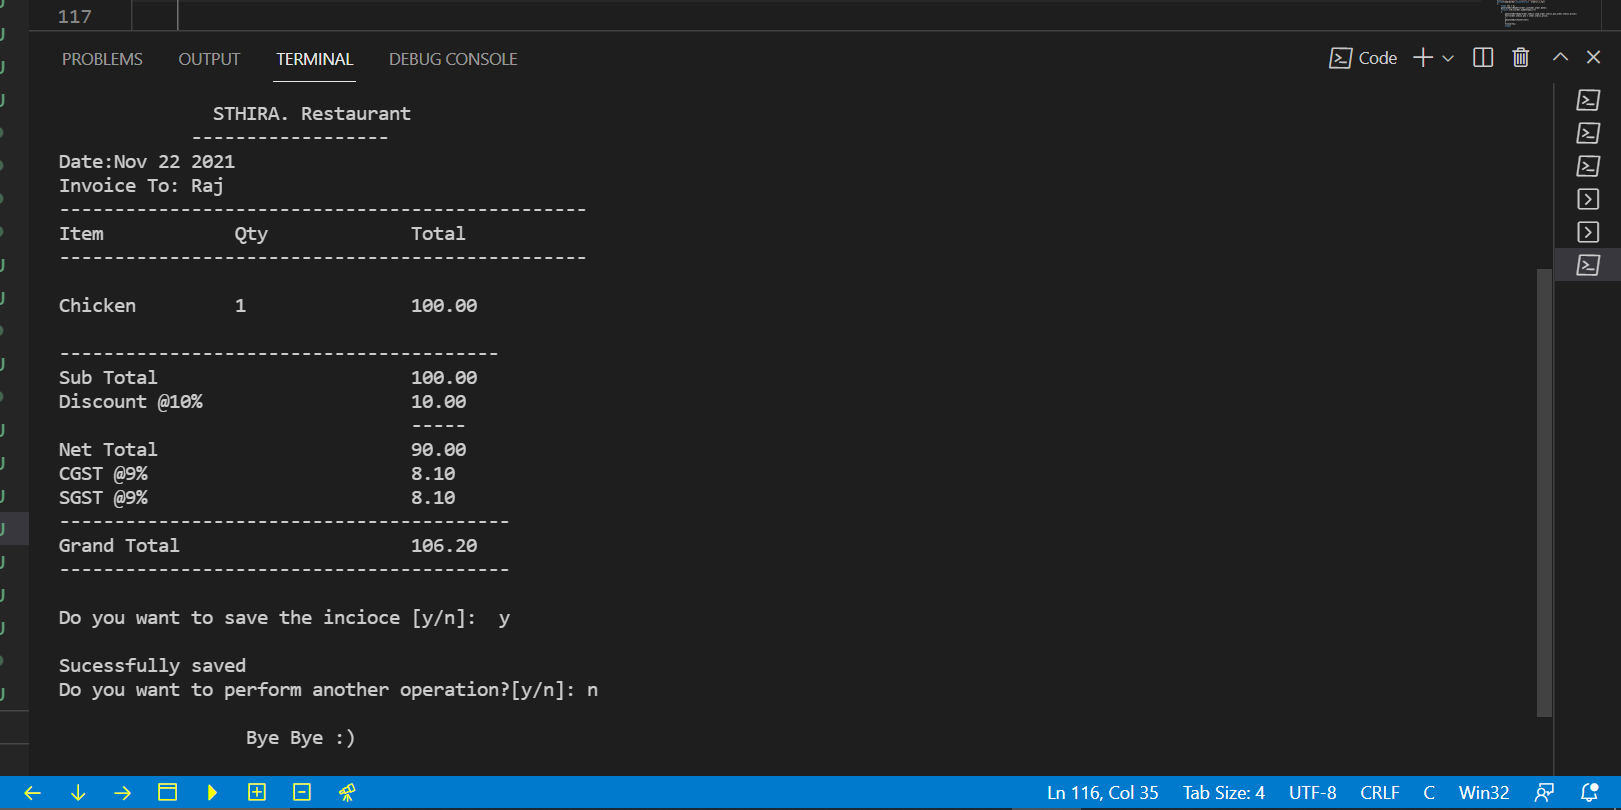 117
PROBLEMS OUTPUT TERMINAL DEBUG CONSOLE Code
STHIRA. Restaurant
------------------
Date:Nov 22 2021
Invoice To: Raj
------------------------------------------------
Item Qty Total
------------------------------------------------
Chicken 1 100.00
----------------------------------------
Sub Total 100.00
Discount @10% 10.00
-----
Net Total 90.00
CGST @9% 8.10
SGST @9% 8.10
-----------------------------------------
Grand Total 106.20
-----------------------------------------
Do you want to save the incioce [y/n]: y
Sucessfully saved
Do you want to perform another operation?[y/n]: n
Bye Bye :)
Ln 116, Col 35 Tab Size: 4 UTF-8 CRLF C Win32